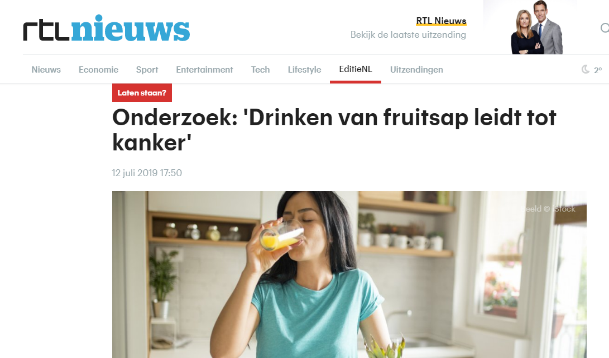 rtlnieuws
RTL Nieuws
Bekijk de laatste uitzending
Nieuws Economie Sport Entertainment Tech Lifestyle EditieNL Uitzendingen 2°
Laten staan?
Onderzoek: 'Drinken van fruitsap leidt tot
kanker'
12 juli 2019 17:50
Beeld © iStock